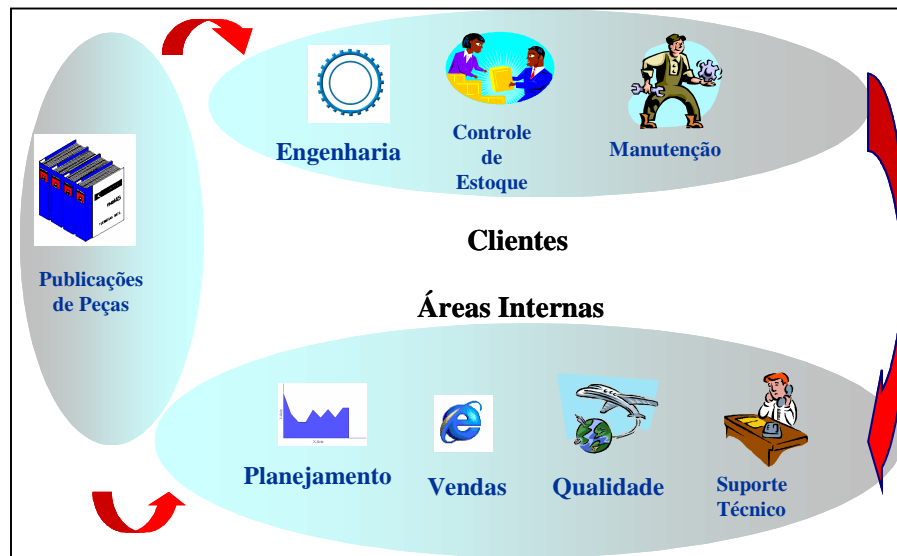 Engenharia
Controle
de
Estoque
Manutenção
Publicações
de Peças
Clientes
Áreas Internas
Planejamento
Vendas
Qualidade
Suporte
Técnico